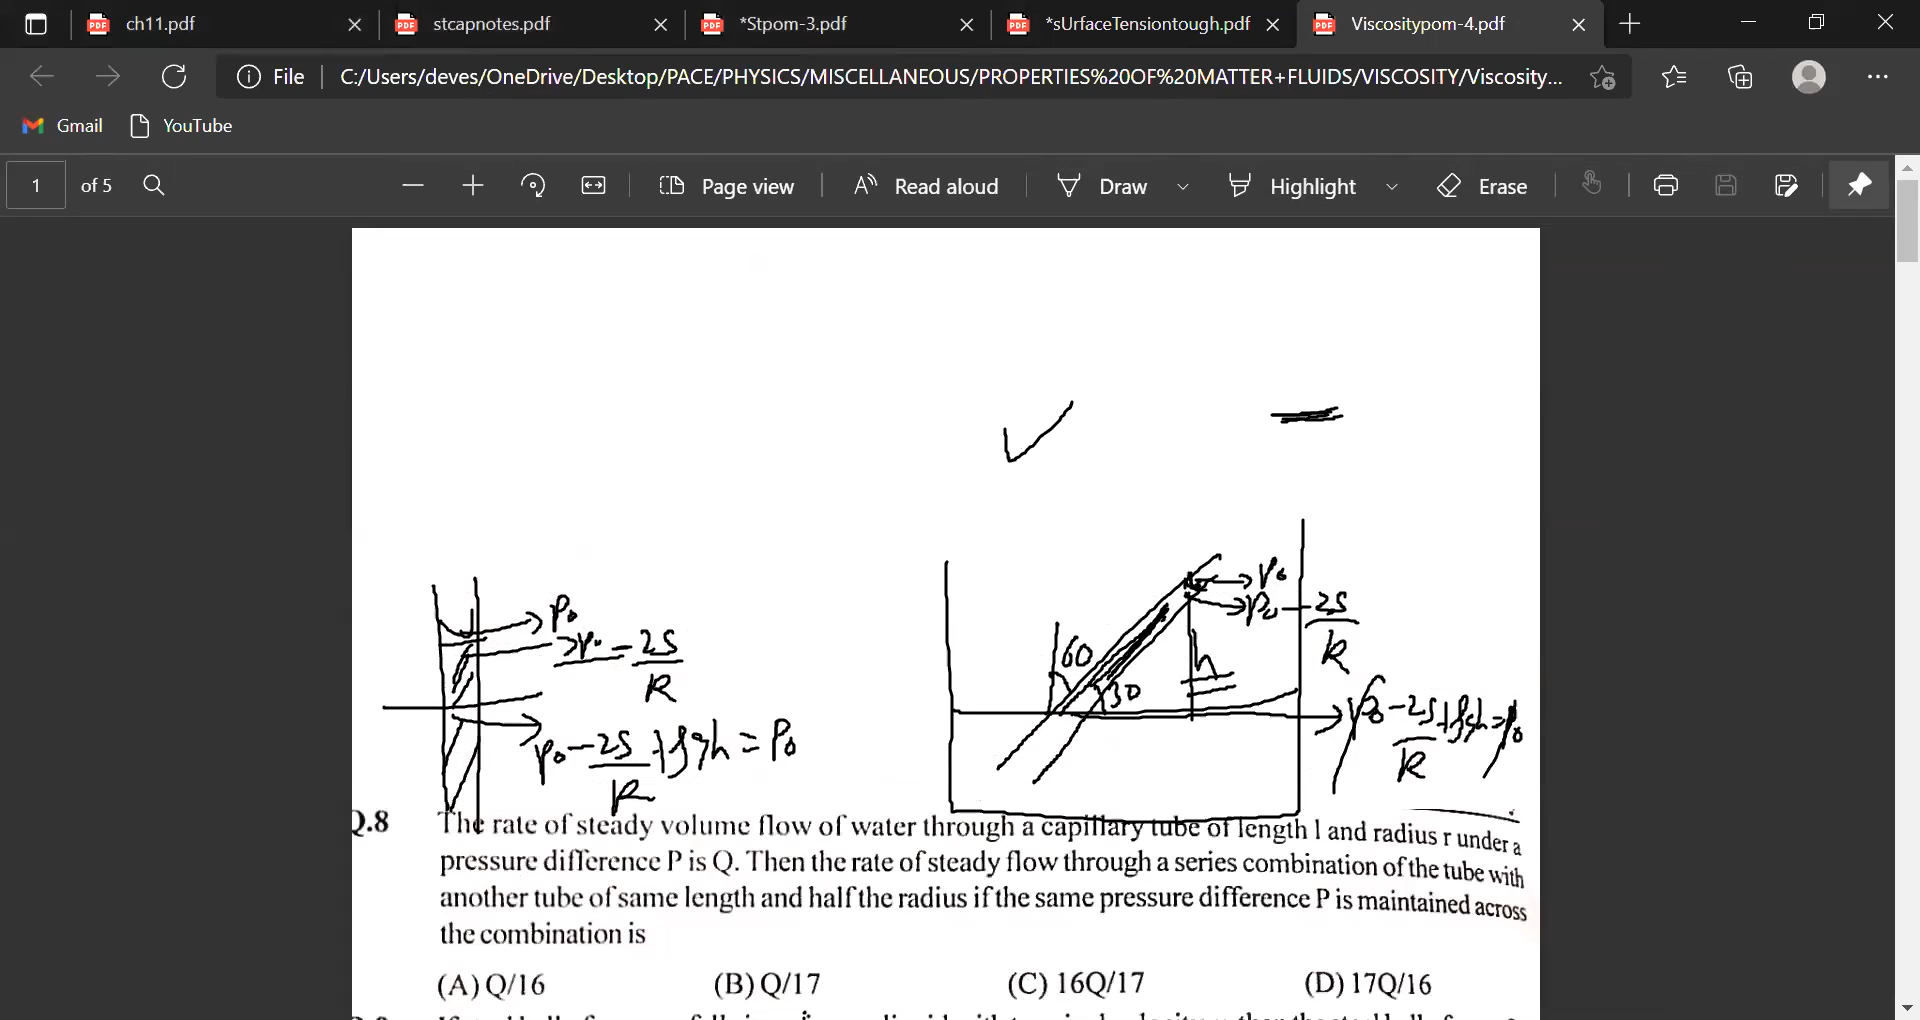 ch11.pdf
stcapnotes.pdf
*Stpom-3.pdf
*sUrfaceTensiontough.pdf
Viscositypom-4.pdf
File
C:/Users/deves/OneDrive/Desktop/PACE/PHYSICS/MISCELLANEOUS/PROPERTIES%20OF%20MATTER+FLUIDS/VISCOSITY/Viscosity...
Gmail
YouTube
1 of 5
Page view
Read aloud
Draw
Highlight
Erase
P₀
P₀ - 2S/R
P₀ - 2S/R + ρgh = P₀
60
30
h
P₀
P₀ - 2S/R
P₀ - 2S/R + ρgh = P₀
Q.8 The rate of steady volume flow of water through a capillary tube of length l and radius r under a
pressure difference P is Q. Then the rate of steady flow through a series combination of the tube with
another tube of same length and half the radius if the same pressure difference P is maintained across
the combination is
(A) Q/16 (B) Q/17 (C) 16Q/17 (D) 17Q/16